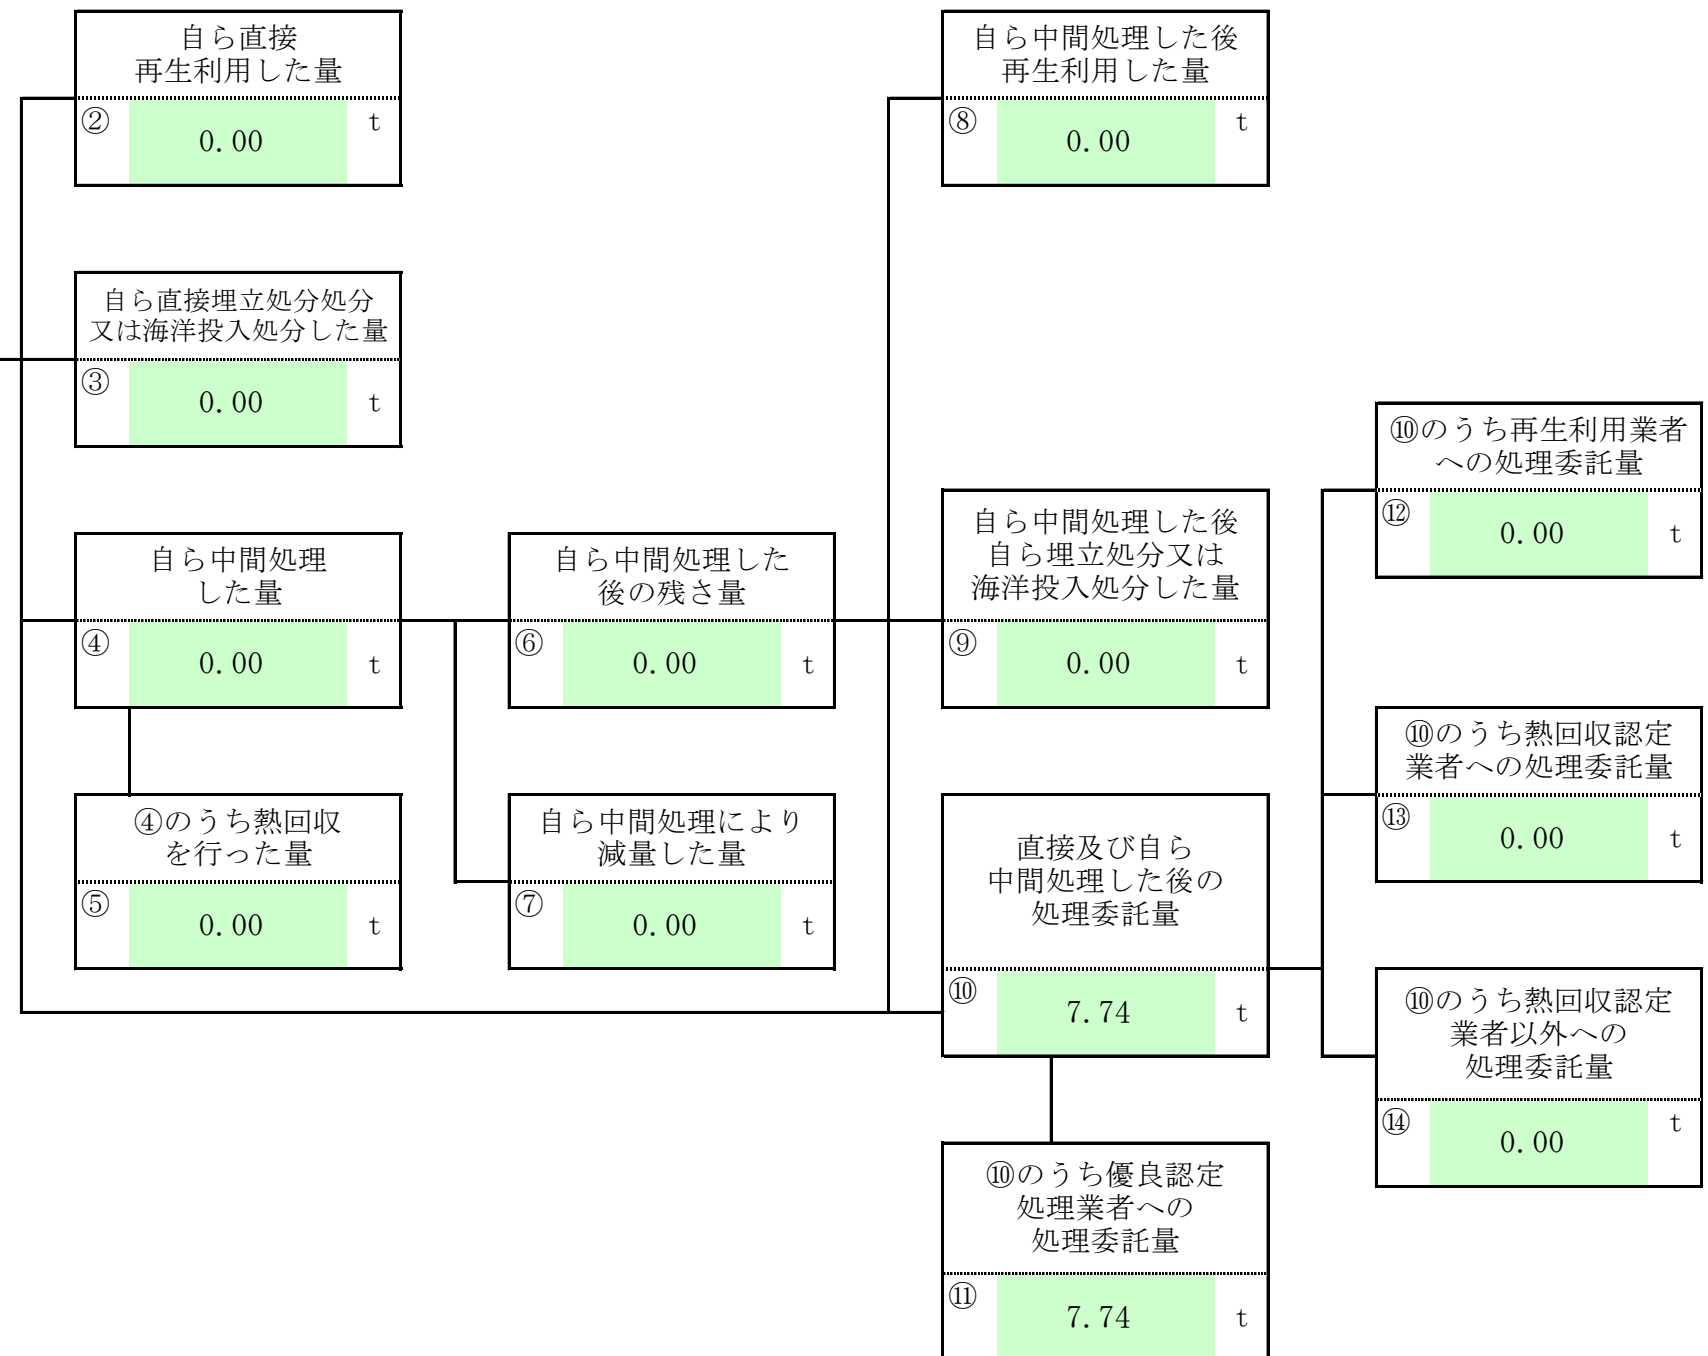 自ら直接
再生利用した量
② 0.00 t
自ら中間処理した後
再生利用した量
⑧ 0.00 t
自ら直接埋立処分処分
又は海洋投入処分した量
③ 0.00 t
⑩のうち再生利用業者
への処理委託量
⑫ 0.00 t
自ら中間処理
した量
④ 0.00 t
自ら中間処理した
後の残さ量
⑥ 0.00 t
自ら中間処理した後
自ら埋立処分又は
海洋投入処分した量
⑨ 0.00 t
⑩のうち熱回収認定
業者への処理委託量
⑬ 0.00 t
④のうち熱回収
を行った量
⑤ 0.00 t
自ら中間処理により
減量した量
⑦ 0.00 t
直接及び自ら
中間処理した後の
処理委託量
⑩ 7.74 t
⑩のうち熱回収認定
業者以外への
処理委託量
⑭ 0.00 t
⑩のうち優良認定
処理業者への
処理委託量
⑪ 7.74 t